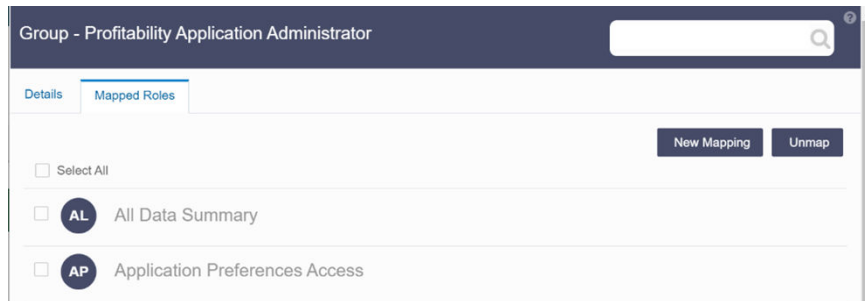 Group - Profitability Application Administrator
?
Details Mapped Roles
New Mapping Unmap
Select All
AL All Data Summary
AP Application Preferences Access